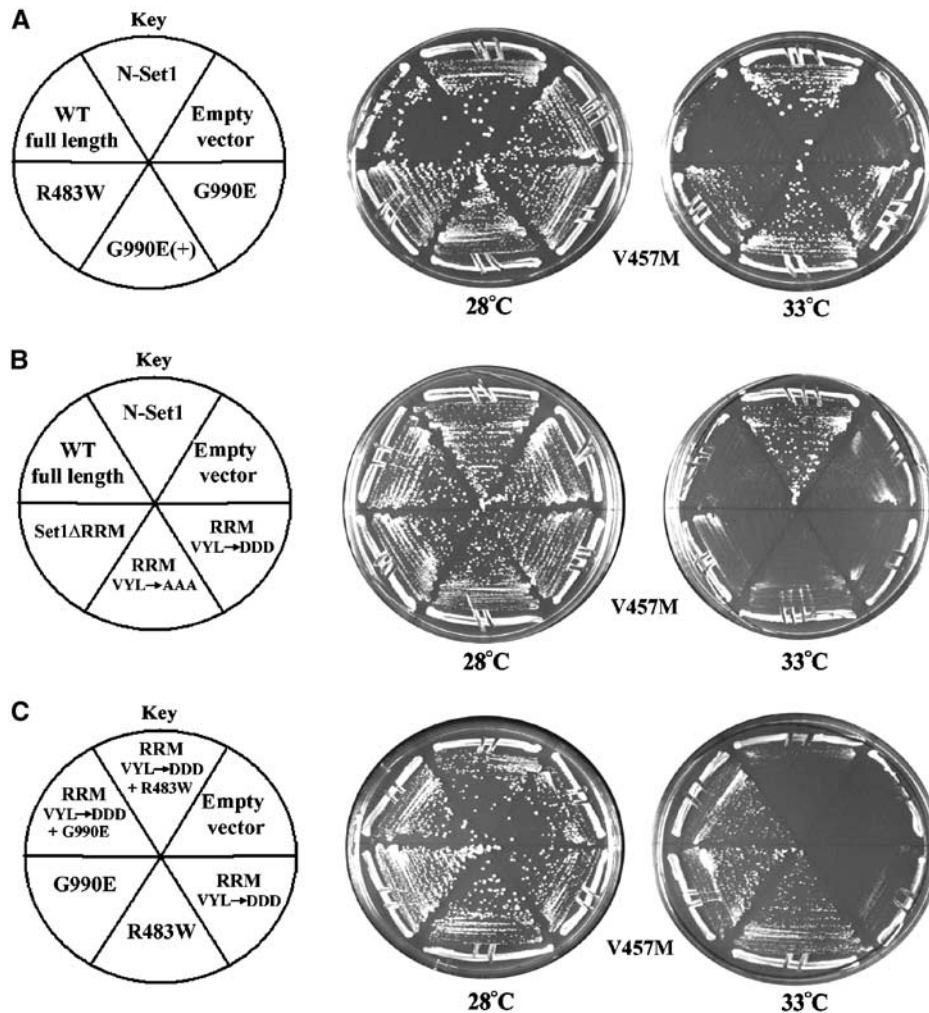 A
Key
N-Set1
WT
full length
Empty
vector
R483W
G990E
G990E(+)
V457M
28°C
33°C
B
Key
N-Set1
WT
full length
Empty
vector
Set1ΔRRM
RRM
VYL→DDD
RRM
VYL→AAA
V457M
28°C
33°C
C
Key
RRM
VYL→DDD
+ R483W
RRM
VYL→DDD
+ G990E
Empty
vector
G990E
RRM
VYL→DDD
R483W
V457M
28°C
33°C